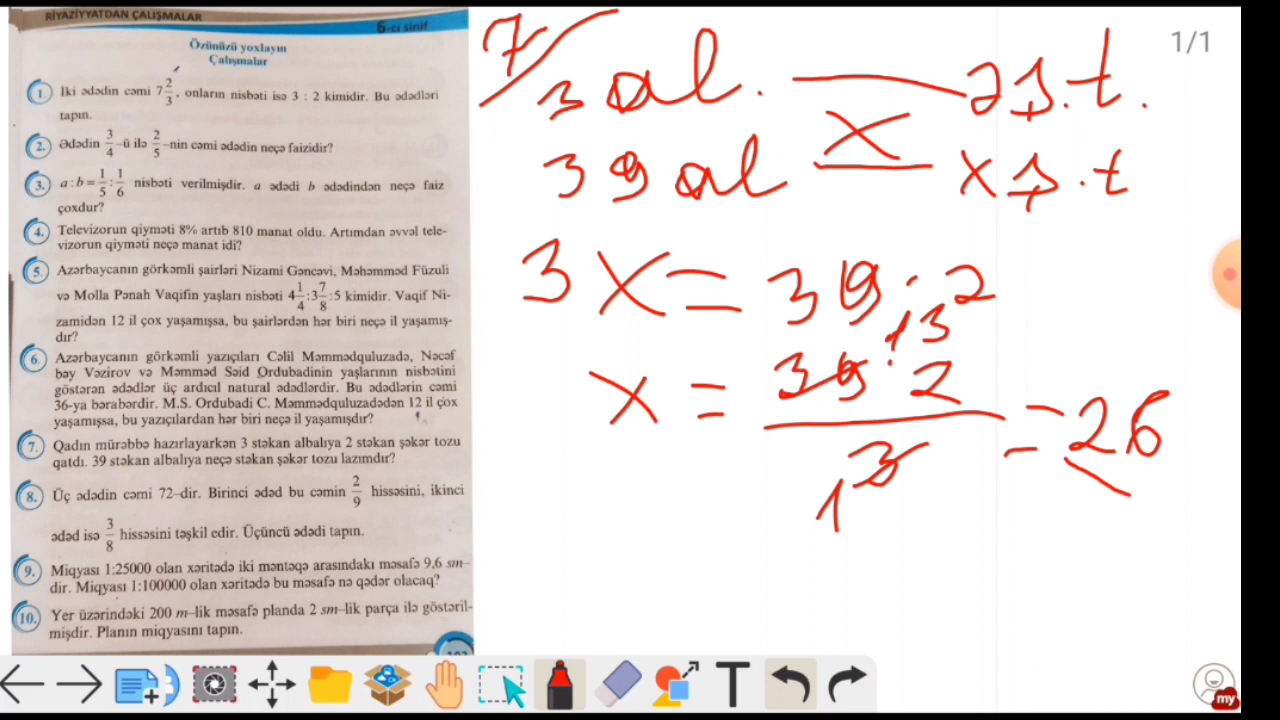 RİYAZİYYATDAN ÇALIŞMALAR
6-cı sinif
Özünüzü yoxlayın
Çalışmalar
1. İki ədədin cəmi 7 2/3, onların nisbəti isə 3 : 2 kimidir. Bu ədədləri
tapın.
2. Ədədin 3/4-ü ilə 2/5-nin cəmi ədədin neçə faizidir?
3. a : b = 1/5 : 1/6 nisbəti verilmişdir. a ədədi b ədədindən neçə faiz
çoxdur?
4. Televizorun qiyməti 8% artıb 810 manat oldu. Artımdan əvvəl tele-
vizorun qiyməti neçə manat idi?
5. Azərbaycanın görkəmli şairləri Nizami Gəncəvi, Məhəmməd Füzuli
və Molla Pənah Vaqifin yaşları nisbəti 4 1/4 : 3 7/8 : 5 kimidir. Vaqif Ni-
zamidən 12 il çox yaşamışsa, bu şairlərdən hər biri neçə il yaşamış-
dır?
6. Azərbaycanın görkəmli yazıçıları Cəlil Məmmədquluzadə, Nəcəf
bəy Vəzirov və Məmməd Səid Ordubadinin yaşlarının nisbətini
göstərən ədədlər üç ardıcıl natural ədədlərdir. Bu ədədlərin cəmi
36-ya bərabərdir. M.S. Ordubadi C. Məmmədquluzadədən 12 il çox
yaşamışsa, bu yazıçılardan hər biri neçə il yaşamışdır?
7. Qadın mürəbbə hazırlayarkən 3 stəkan albalıya 2 stəkan şəkər tozu
qatdı. 39 stəkan albalıya neçə stəkan şəkər tozu lazımdır?
8. Üç ədədin cəmi 72-dir. Birinci ədəd bu cəmin 2/9 hissəsini, ikinci
ədəd isə 3/8 hissəsini təşkil edir. Üçüncü ədədi tapın.
9. Miqyası 1:25000 olan xəritədə iki məntəqə arasındakı məsafə 9,6 sm-
dir. Miqyası 1:100000 olan xəritədə bu məsafə nə qədər olacaq?
10. Yer üzərindəki 200 m-lik məsafə planda 2 sm-lik parça ilə göstəril-
mişdir. Planın miqyasını tapın.
7/
3 al. — 2 ş.t.
x
39 al — x ş.t
3x = 39 · 2
x = 39 · 2 / 3 = 26
13
1
1/1
T
my